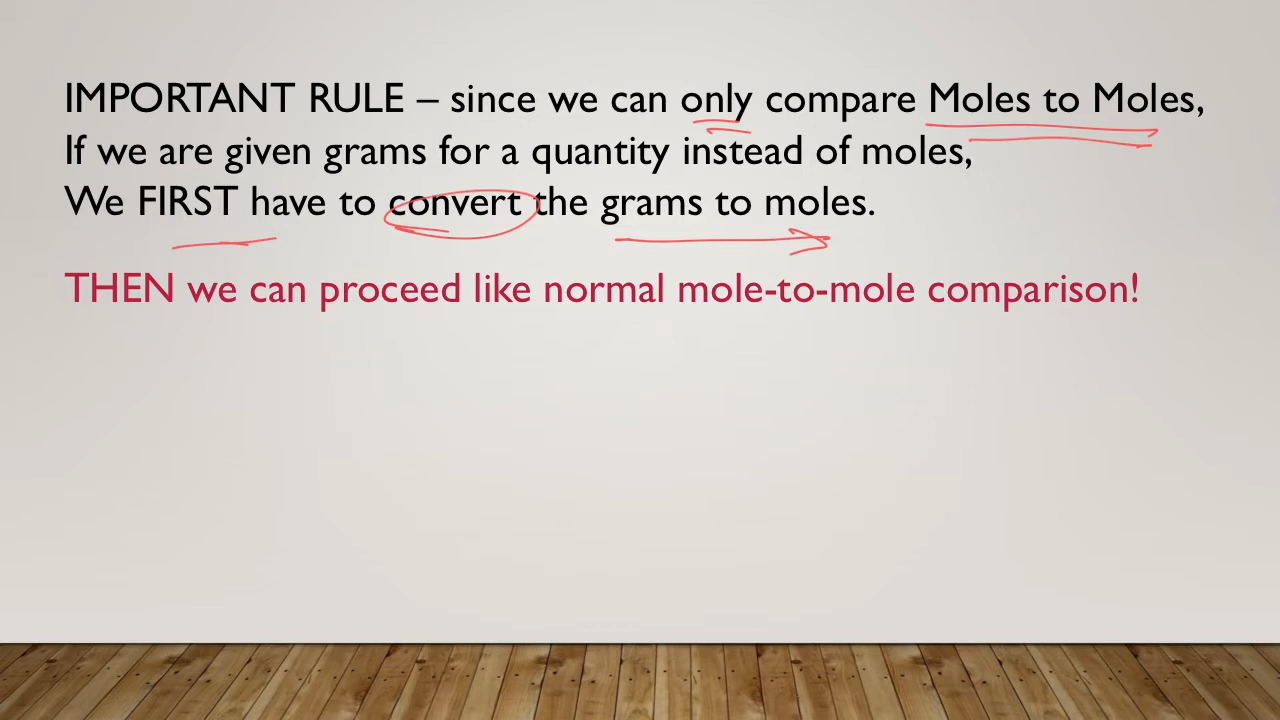 IMPORTANT RULE – since we can only compare Moles to Moles,
If we are given grams for a quantity instead of moles,
We FIRST have to convert the grams to moles.
THEN we can proceed like normal mole-to-mole comparison!